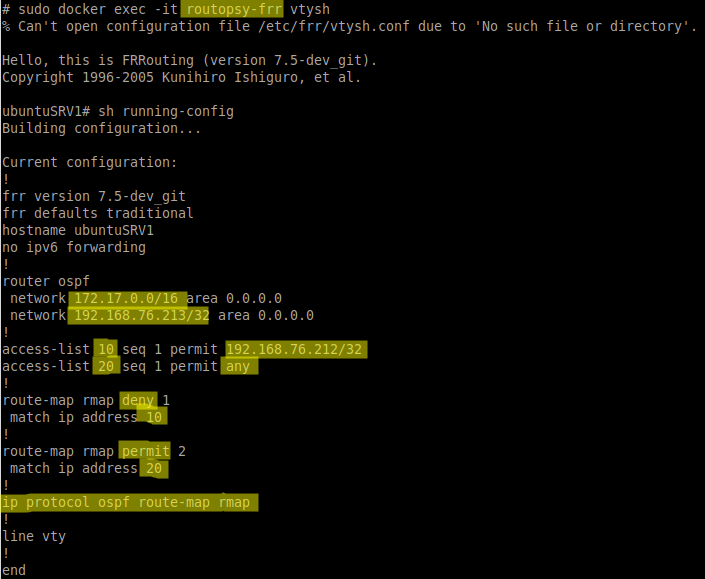 # sudo docker exec -it routopsy-frr vtysh
% Can't open configuration file /etc/frr/vtysh.conf due to 'No such file or directory'.
Hello, this is FRRouting (version 7.5-dev_git).
Copyright 1996-2005 Kunihiro Ishiguro, et al.
ubuntuSRV1# sh running-config
Building configuration...
Current configuration:
!
frr version 7.5-dev_git
frr defaults traditional
hostname ubuntuSRV1
no ipv6 forwarding
!
router ospf
 network 172.17.0.0/16 area 0.0.0.0
 network 192.168.76.213/32 area 0.0.0.0
!
access-list 10 seq 1 permit 192.168.76.212/32
access-list 20 seq 1 permit any
!
route-map rmap deny 1
 match ip address 10
!
route-map rmap permit 2
 match ip address 20
!
ip protocol ospf route-map rmap
!
line vty
!
end